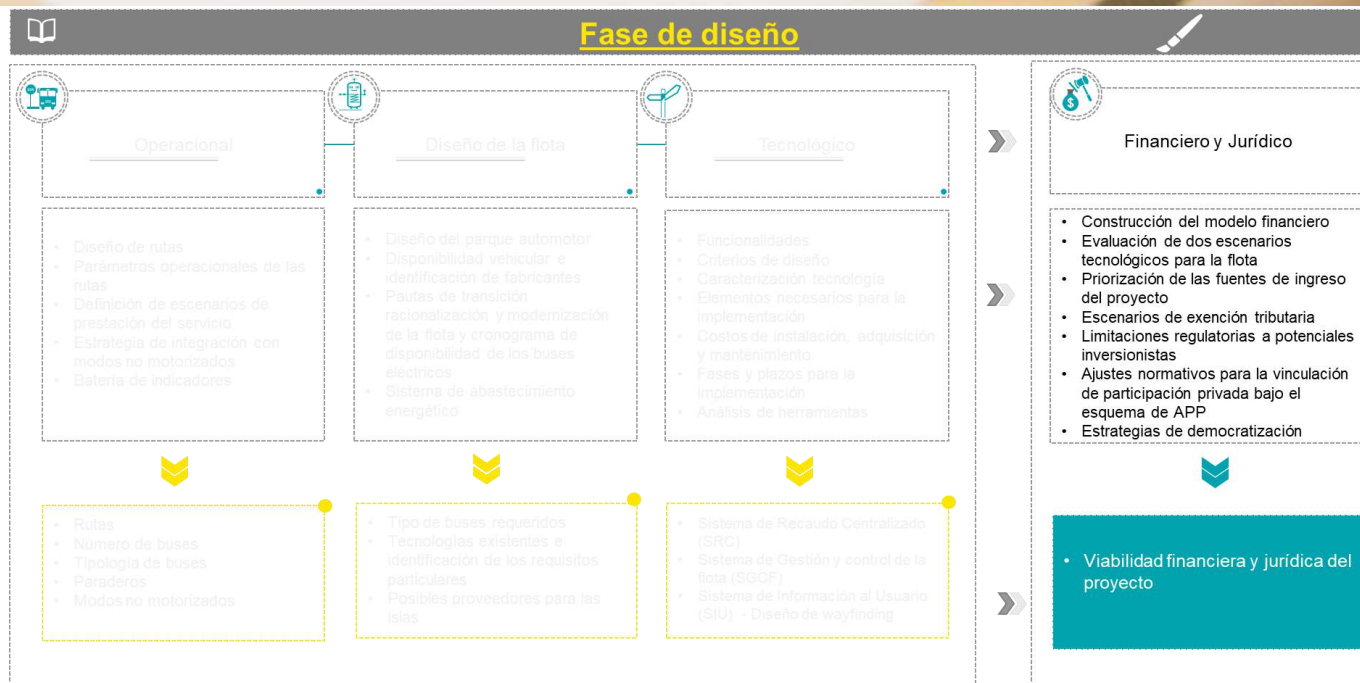 Fase de diseño
Operacional
Diseño de la flota
Tecnológico
Financiero y Jurídico
• Diseño de rutas
• Parámetros operacionales de las
rutas
• Definición de escenarios de
prestación del servicio
• Estrategia de integración con
modos no motorizados
• Batería de indicadores
• Diseño del parque automotor
• Disponibilidad vehicular e
identificación de fabricantes
• Pautas de transición
racionalización y modernización
de la flota y cronograma de
disponibilidad de los buses
eléctricos
• Sistema de abastecimiento
energético
• Funcionalidades
• Criterios de diseño
• Caracterización tecnología
• Elementos necesarios para la
implementación
• Costos de instalación, adquisición
y mantenimiento
• Fases y plazos para la
Implementación
• Análisis de herramientas
• Construcción del modelo financiero
• Evaluación de dos escenarios
tecnológicos para la flota
• Priorización de las fuentes de ingreso
del proyecto
• Escenarios de exención tributaria
• Limitaciones regulatorias a potenciales
inversionistas
• Ajustes normativos para la vinculación
de participación privada bajo el
esquema de APP
• Estrategias de democratización
• Rutas
• Número de buses
• Tipología de buses
• Paraderos
• Modos no motorizados
• Tipo de buses requeridos
• Tecnologías existentes e
identificación de los requisitos
particulares
• Posibles proveedores para las
islas
• Sistema de Recaudo Centralizado
(SRC)
• Sistema de Gestión y control de la
flota (SGCF)
• Sistema de Información al Usuario
(SIU) - Diseño de wayfinding
• Viabilidad financiera y jurídica del
proyecto